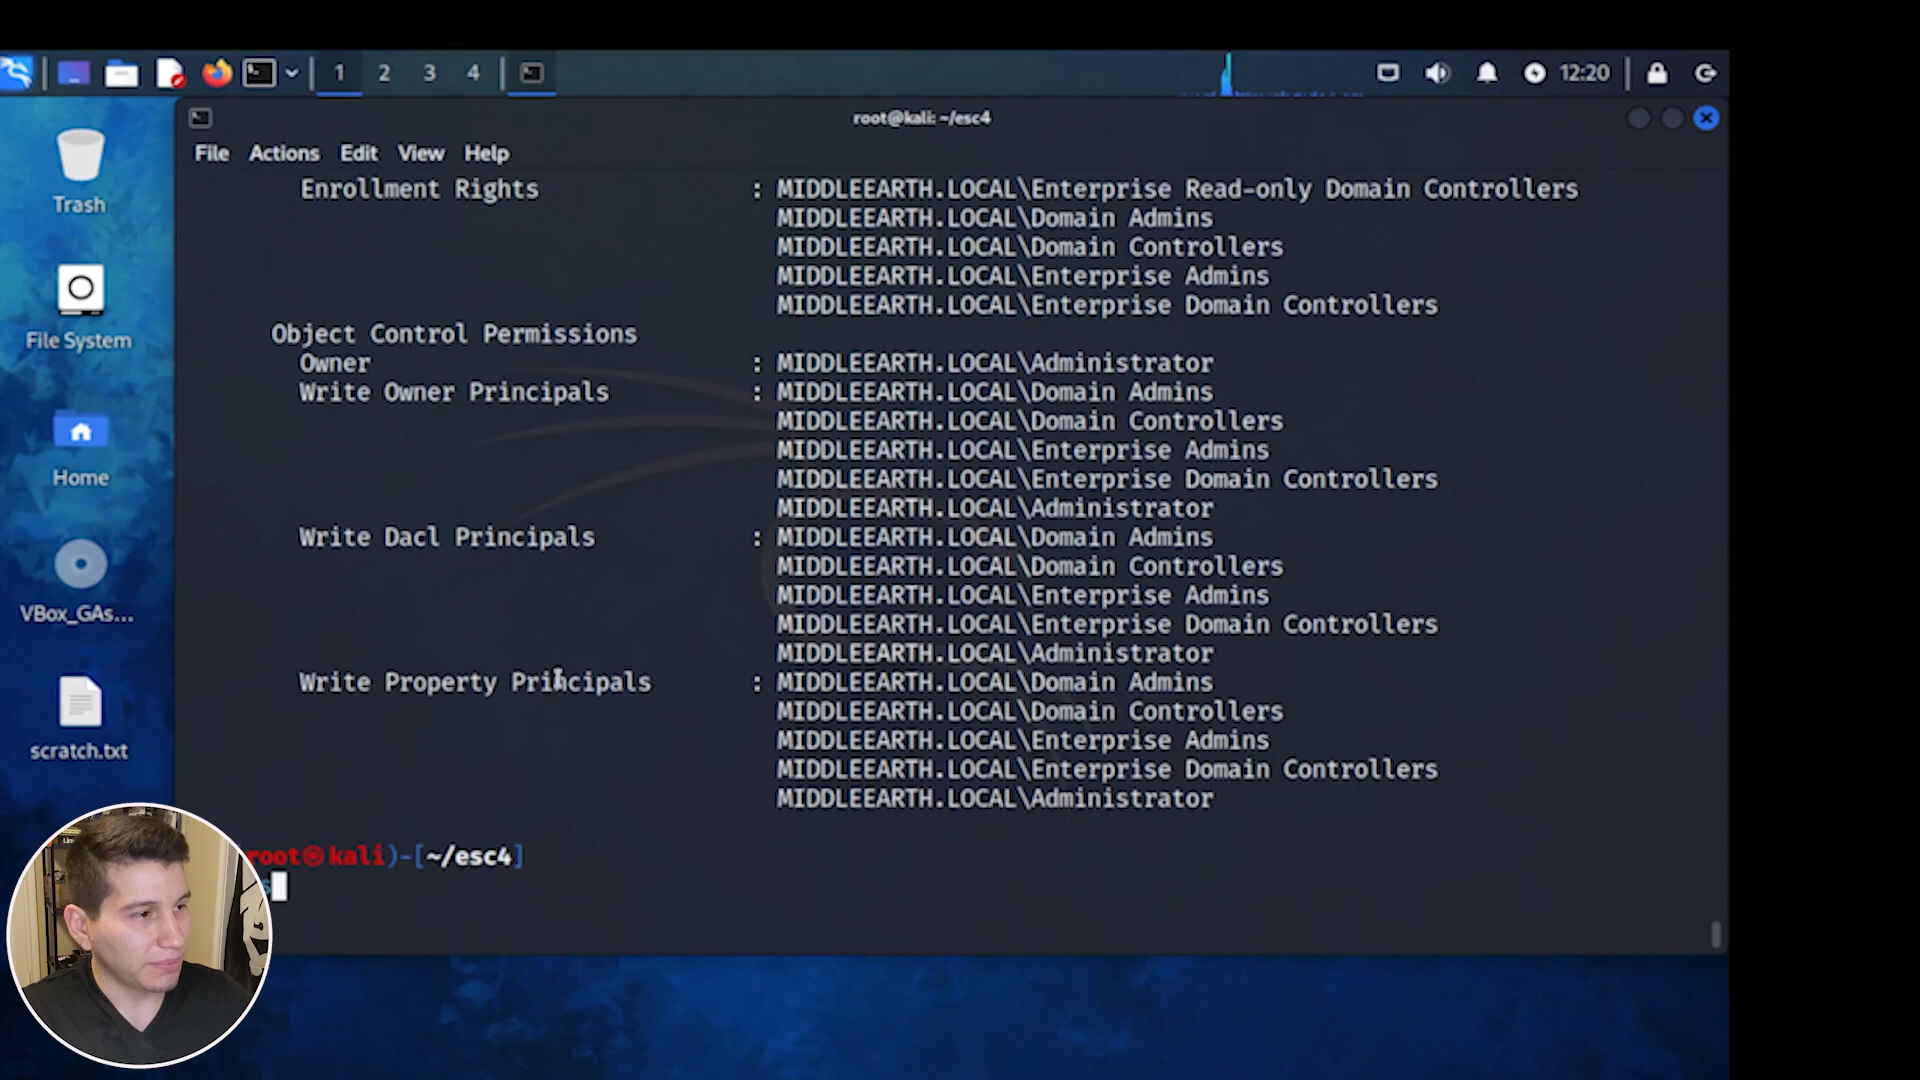 1 2 3 4 12:20
root@kali: ~/esc4
File Actions Edit View Help
Trash
File System
Home
VBox_GAs...
scratch.txt
Enrollment Rights : MIDDLEEARTH.LOCAL\Enterprise Read-only Domain Controllers
MIDDLEEARTH.LOCAL\Domain Admins
MIDDLEEARTH.LOCAL\Domain Controllers
MIDDLEEARTH.LOCAL\Enterprise Admins
MIDDLEEARTH.LOCAL\Enterprise Domain Controllers
Object Control Permissions
Owner : MIDDLEEARTH.LOCAL\Administrator
Write Owner Principals : MIDDLEEARTH.LOCAL\Domain Admins
MIDDLEEARTH.LOCAL\Domain Controllers
MIDDLEEARTH.LOCAL\Enterprise Admins
MIDDLEEARTH.LOCAL\Enterprise Domain Controllers
MIDDLEEARTH.LOCAL\Administrator
Write Dacl Principals : MIDDLEEARTH.LOCAL\Domain Admins
MIDDLEEARTH.LOCAL\Domain Controllers
MIDDLEEARTH.LOCAL\Enterprise Admins
MIDDLEEARTH.LOCAL\Enterprise Domain Controllers
MIDDLEEARTH.LOCAL\Administrator
Write Property Principals : MIDDLEEARTH.LOCAL\Domain Admins
MIDDLEEARTH.LOCAL\Domain Controllers
MIDDLEEARTH.LOCAL\Enterprise Admins
MIDDLEEARTH.LOCAL\Enterprise Domain Controllers
MIDDLEEARTH.LOCAL\Administrator
root㉿kali)-[~/esc4]